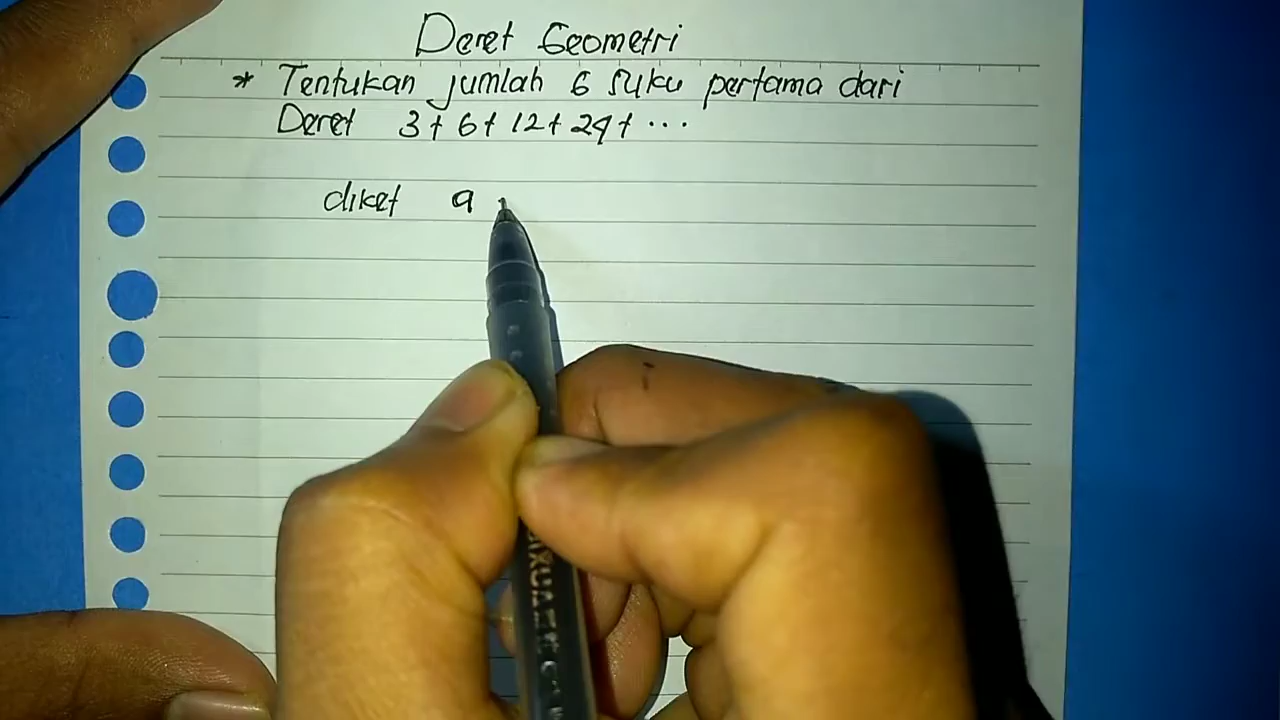 Deret Geometri
* Tentukan jumlah 6 suku pertama dari
Deret 3 + 6 + 12 + 24 + ...
diket a